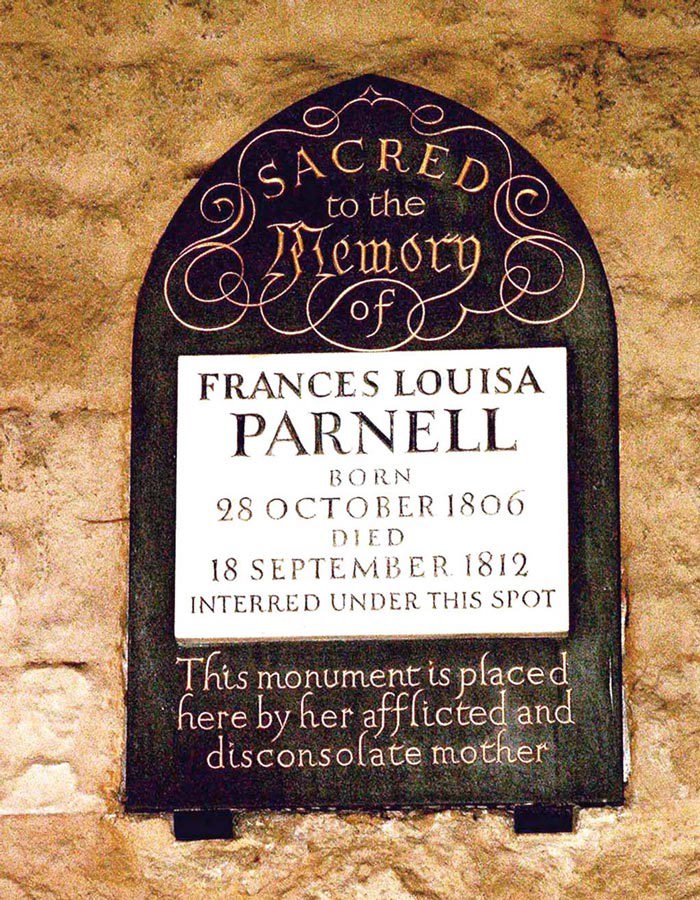 SACRED
to the
Memory
of
FRANCES LOUISA
PARNELL
BORN
28 OCTOBER 1806
DIED
18 SEPTEMBER 1812
INTERRED UNDER THIS SPOT
This monument is placed
here by her afflicted and
disconsolate mother